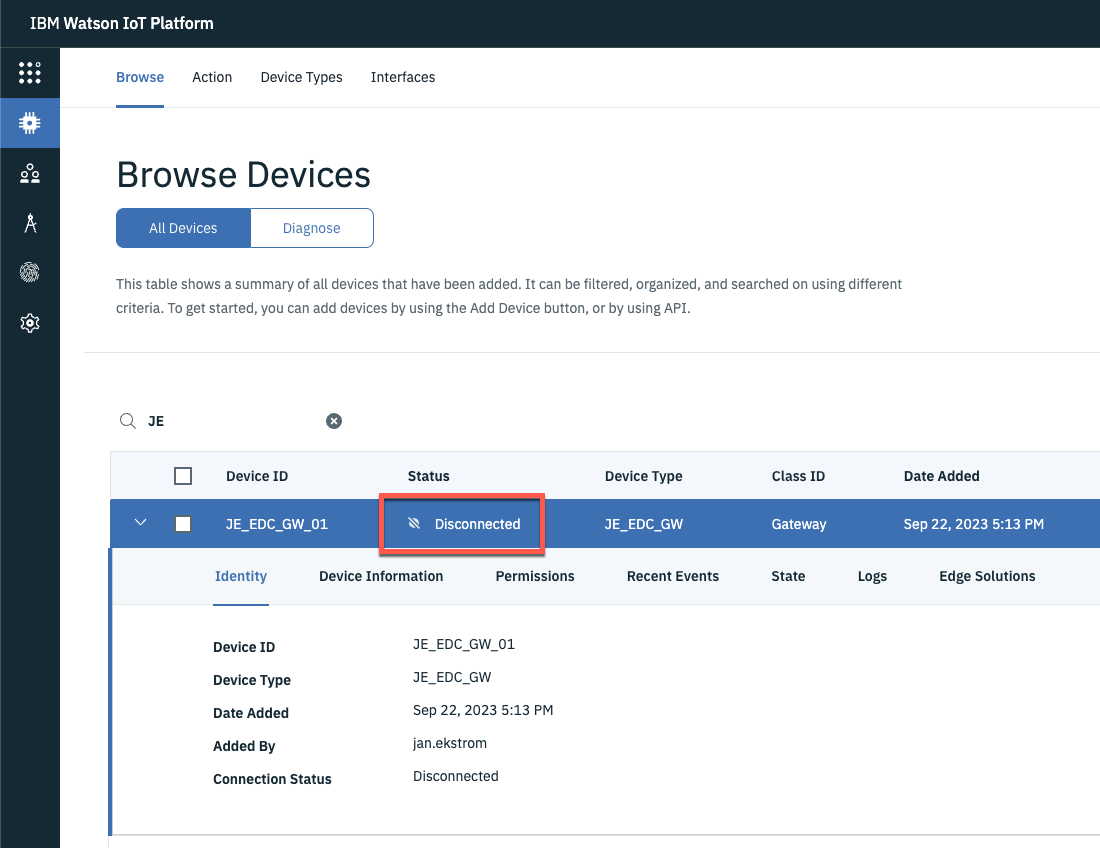 IBM Watson IoT Platform
Browse Action Device Types Interfaces
Browse Devices
All Devices Diagnose
This table shows a summary of all devices that have been added. It can be filtered, organized, and searched on using different
criteria. To get started, you can add devices by using the Add Device button, or by using API.
JE
Device ID Status Device Type Class ID Date Added
JE_EDC_GW_01 Disconnected JE_EDC_GW Gateway Sep 22, 2023 5:13 PM
Identity Device Information Permissions Recent Events State Logs Edge Solutions
Device ID JE_EDC_GW_01
Device Type JE_EDC_GW
Date Added Sep 22, 2023 5:13 PM
Added By jan.ekstrom
Connection Status Disconnected